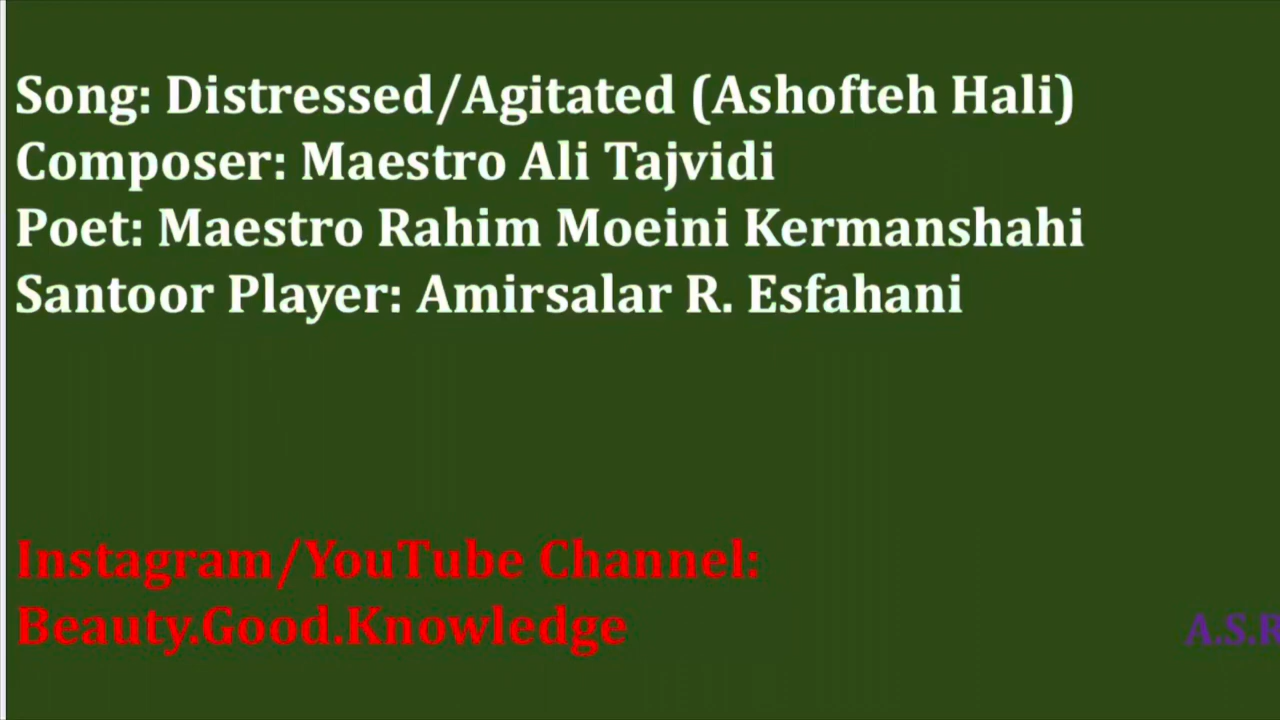 Song: Distressed/Agitated (Ashofteh Hali)
Composer: Maestro Ali Tajvidi
Poet: Maestro Rahim Moeini Kermanshahi
Santoor Player: Amirsalar R. Esfahani
Instagram/YouTube Channel:
Beauty.Good.Knowledge
A.S.R